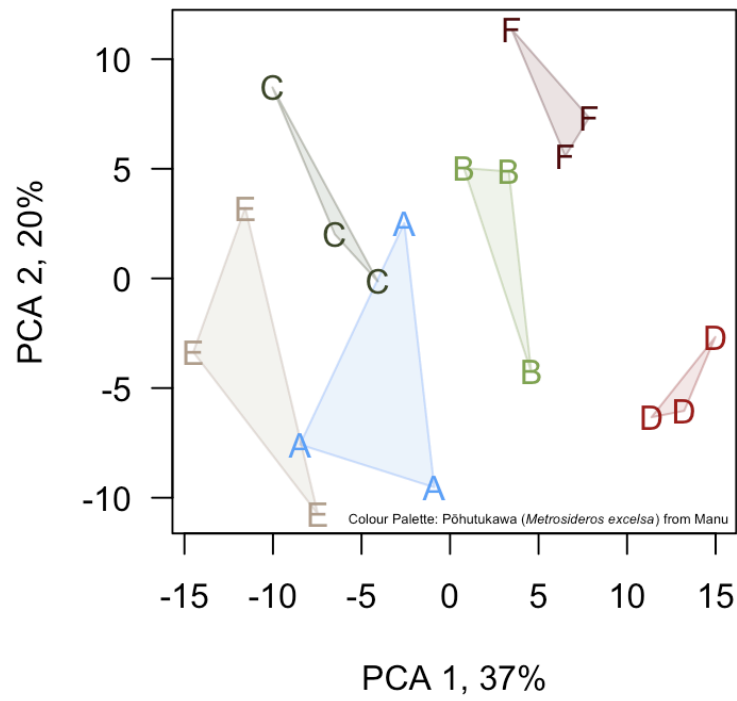 F
10
C
F
F
5
B B
E
A
C
0
C
D
E
B
-5
D D
A
A
-10
E
Colour Palette: Pōhutukawa (Metrosideros excelsa) from Manu
-15 -10 -5 0 5 10 15
PCA 1, 37%
PCA 2, 20%